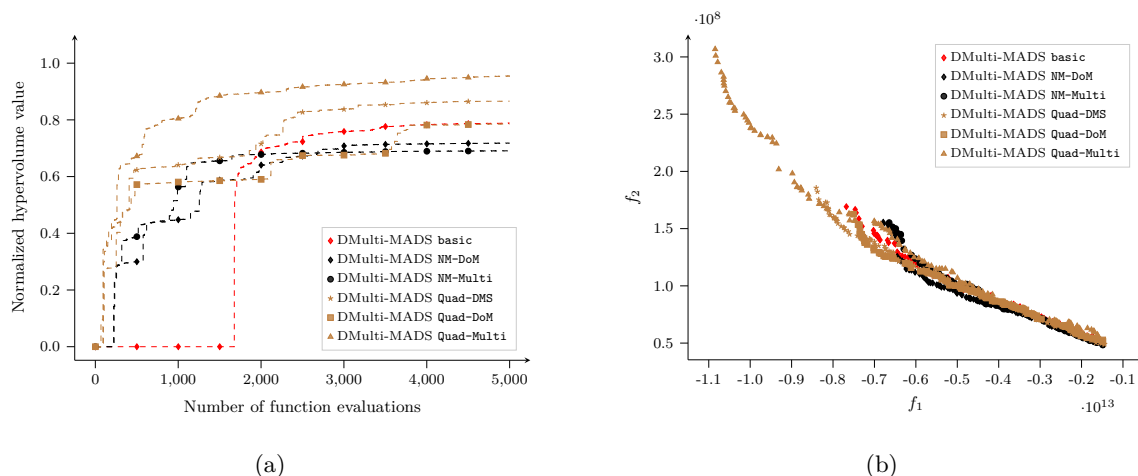 Normalized hypervolume value
1.0
0.8
0.6
0.4
0.2
0.0
DMulti-MADS basic
DMulti-MADS NM-DoM
DMulti-MADS NM-Multi
DMulti-MADS Quad-DMS
DMulti-MADS Quad-DoM
DMulti-MADS Quad-Multi
0 1,000 2,000 3,000 4,000 5,000
Number of function evaluations
(a)
·10⁸
f₂
3.0
2.5
2.0
1.5
1.0
0.5
DMulti-MADS basic
DMulti-MADS NM-DoM
DMulti-MADS NM-Multi
DMulti-MADS Quad-DMS
DMulti-MADS Quad-DoM
DMulti-MADS Quad-Multi
-1.1 -1.0 -0.9 -0.8 -0.7 -0.6 -0.5 -0.4 -0.3 -0.1
f₁
·10¹³
(b)